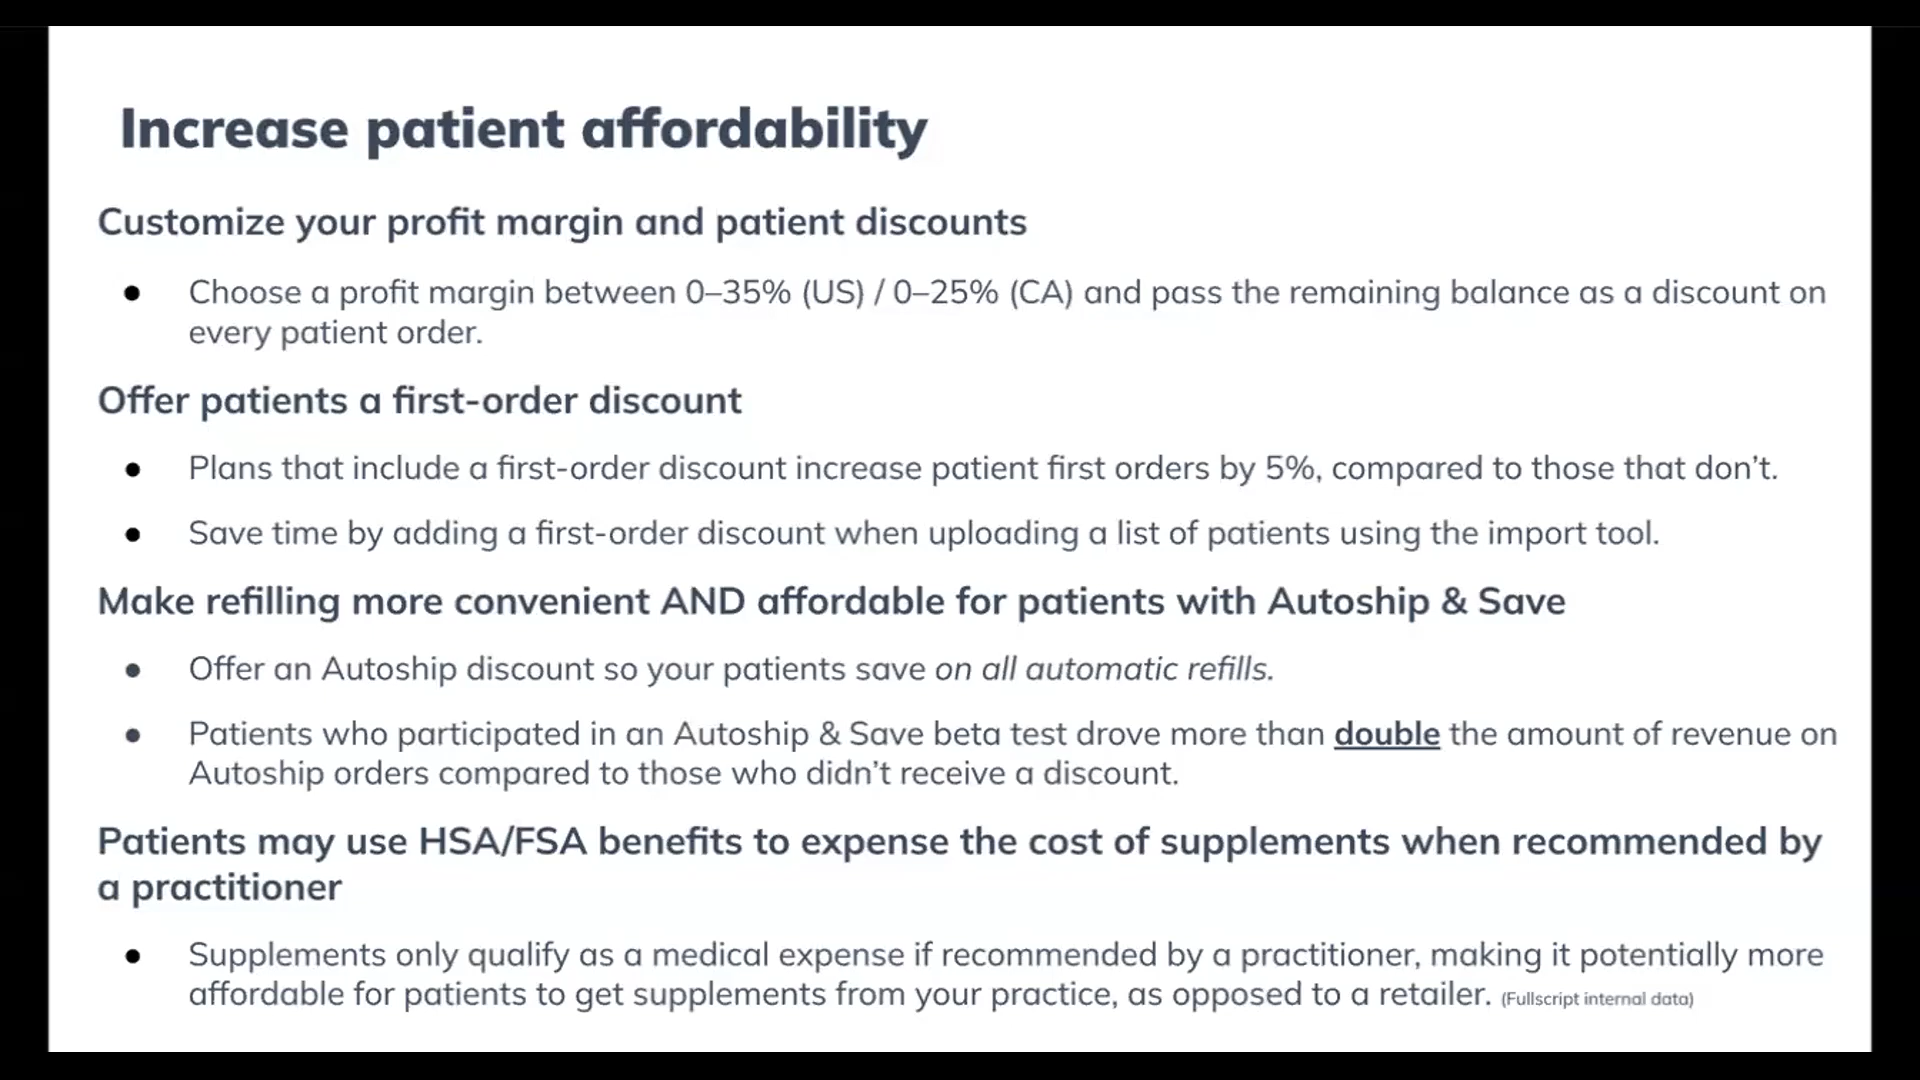 Increase patient affordability
Customize your profit margin and patient discounts
● Choose a profit margin between 0–35% (US) / 0–25% (CA) and pass the remaining balance as a discount on
every patient order.
Offer patients a first-order discount
● Plans that include a first-order discount increase patient first orders by 5%, compared to those that don’t.
● Save time by adding a first-order discount when uploading a list of patients using the import tool.
Make refilling more convenient AND affordable for patients with Autoship & Save
● Offer an Autoship discount so your patients save on all automatic refills.
● Patients who participated in an Autoship & Save beta test drove more than double the amount of revenue on
Autoship orders compared to those who didn’t receive a discount.
Patients may use HSA/FSA benefits to expense the cost of supplements when recommended by
a practitioner
● Supplements only qualify as a medical expense if recommended by a practitioner, making it potentially more
affordable for patients to get supplements from your practice, as opposed to a retailer. (Fullscript internal data)